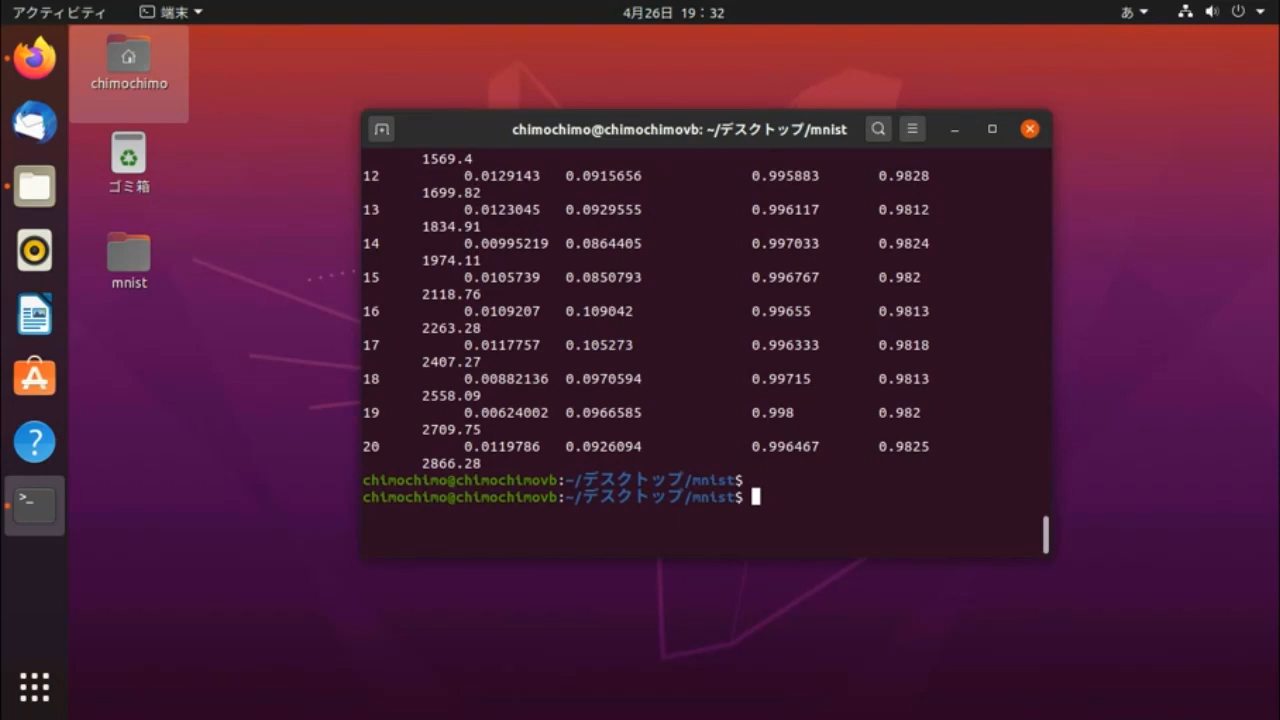 アクティビティ 端末 4月26日 19：32 あ
chimochimo
ゴミ箱
mnist
chimochimo@chimochimovb: ~/デスクトップ/mnist
1569.4
12 0.0129143 0.0915656 0.995883 0.9828
1699.82
13 0.0123045 0.0929555 0.996117 0.9812
1834.91
14 0.00995219 0.0864405 0.997033 0.9824
1974.11
15 0.0105739 0.0850793 0.996767 0.982
2118.76
16 0.0109207 0.109042 0.99655 0.9813
2263.28
17 0.0117757 0.105273 0.996333 0.9818
2407.27
18 0.00882136 0.0970594 0.99715 0.9813
2558.09
19 0.00624002 0.0966585 0.998 0.982
2709.75
20 0.0119786 0.0926094 0.996467 0.9825
2866.28
chimochimo@chimochimovb:~/デスクトップ/mnist$
chimochimo@chimochimovb:~/デスクトップ/mnist$